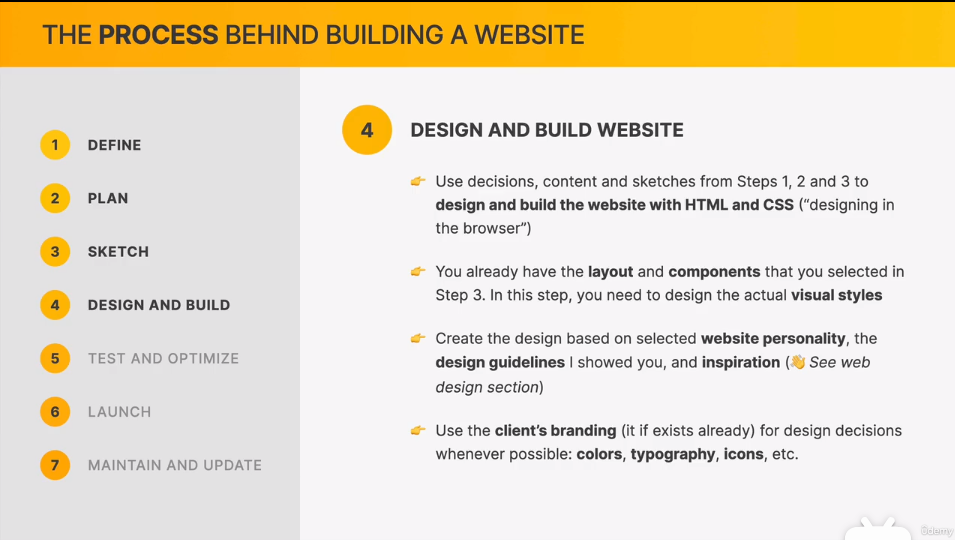 THE PROCESS BEHIND BUILDING A WEBSITE
1 DEFINE
2 PLAN
3 SKETCH
4 DESIGN AND BUILD
5 TEST AND OPTIMIZE
6 LAUNCH
7 MAINTAIN AND UPDATE
4 DESIGN AND BUILD WEBSITE
👉 Use decisions, content and sketches from Steps 1, 2 and 3 to
design and build the website with HTML and CSS (“designing in
the browser”)
👉 You already have the layout and components that you selected in
Step 3. In this step, you need to design the actual visual styles
👉 Create the design based on selected website personality, the
design guidelines I showed you, and inspiration (👋 See web
design section)
👉 Use the client’s branding (it if exists already) for design decisions
whenever possible: colors, typography, icons, etc.
ûdemy